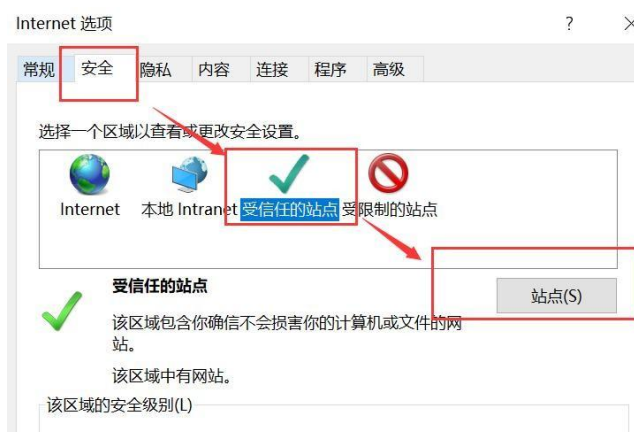 Internet 选项
?
常规 安全 隐私 内容 连接 程序 高级
选择一个区域以查看或更改安全设置。
Internet 本地 Intranet 受信任的站点 受限制的站点
受信任的站点
站点(S)
该区域包含你确信不会损害你的计算机或文件的网
站。
该区域中有网站。
该区域的安全级别(L)